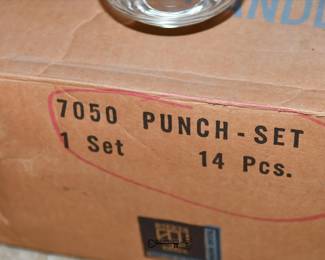 7050 PUNCH-SET
1 Set 14 Pcs.